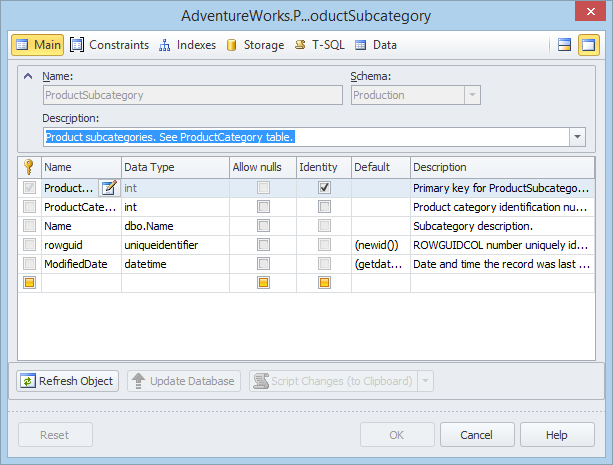 AdventureWorks.P...oductSubcategory
Main Constraints Indexes Storage T-SQL Data
Name: Schema:
ProductSubcategory Production
Description:
Product subcategories. See ProductCategory table.
Name Data Type Allow nulls Identity Default Description
Product... int Primary key for ProductSubcatego...
ProductCate... int Product category identification nu...
Name dbo.Name Subcategory description.
rowguid uniqueidentifier (newid()) ROWGUIDCOL number uniquely id...
ModifiedDate datetime (getdat... Date and time the record was last ...
Refresh Object Update Database Script Changes (to Clipboard)
Reset OK Cancel Help